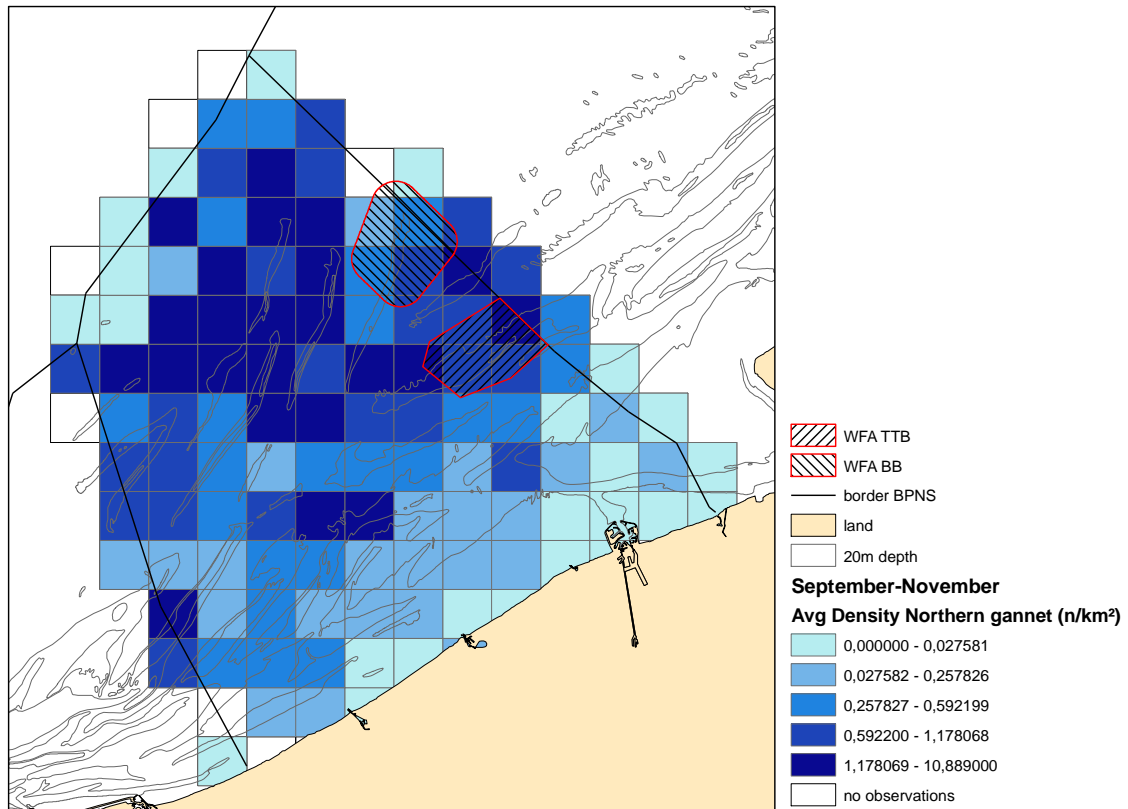 WFA TTB
WFA BB
border BPNS
land
20m depth
September-November
Avg Density Northern gannet (n/km²)
0,000000 - 0,027581
0,027582 - 0,257826
0,257827 - 0,592199
0,592200 - 1,178068
1,178069 - 10,889000
no observations